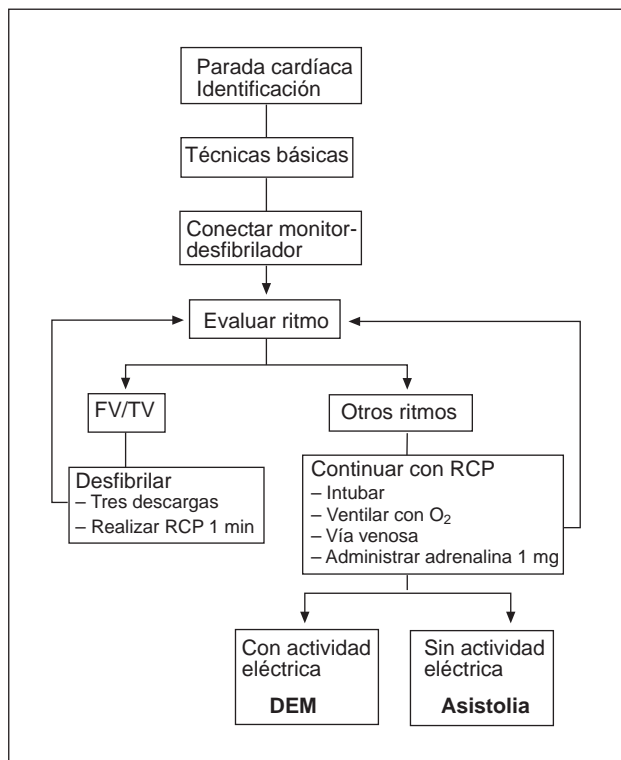 Parada cardíaca
Identificación
Técnicas básicas
Conectar monitor-
desfibrilador
Evaluar ritmo
FV/TV
Otros ritmos
Desfibrilar
– Tres descargas
– Realizar RCP 1 min
Continuar con RCP
– Intubar
– Ventilar con O₂
– Vía venosa
– Administrar adrenalina 1 mg
Con actividad
eléctrica
DEM
Sin actividad
eléctrica
Asistolia